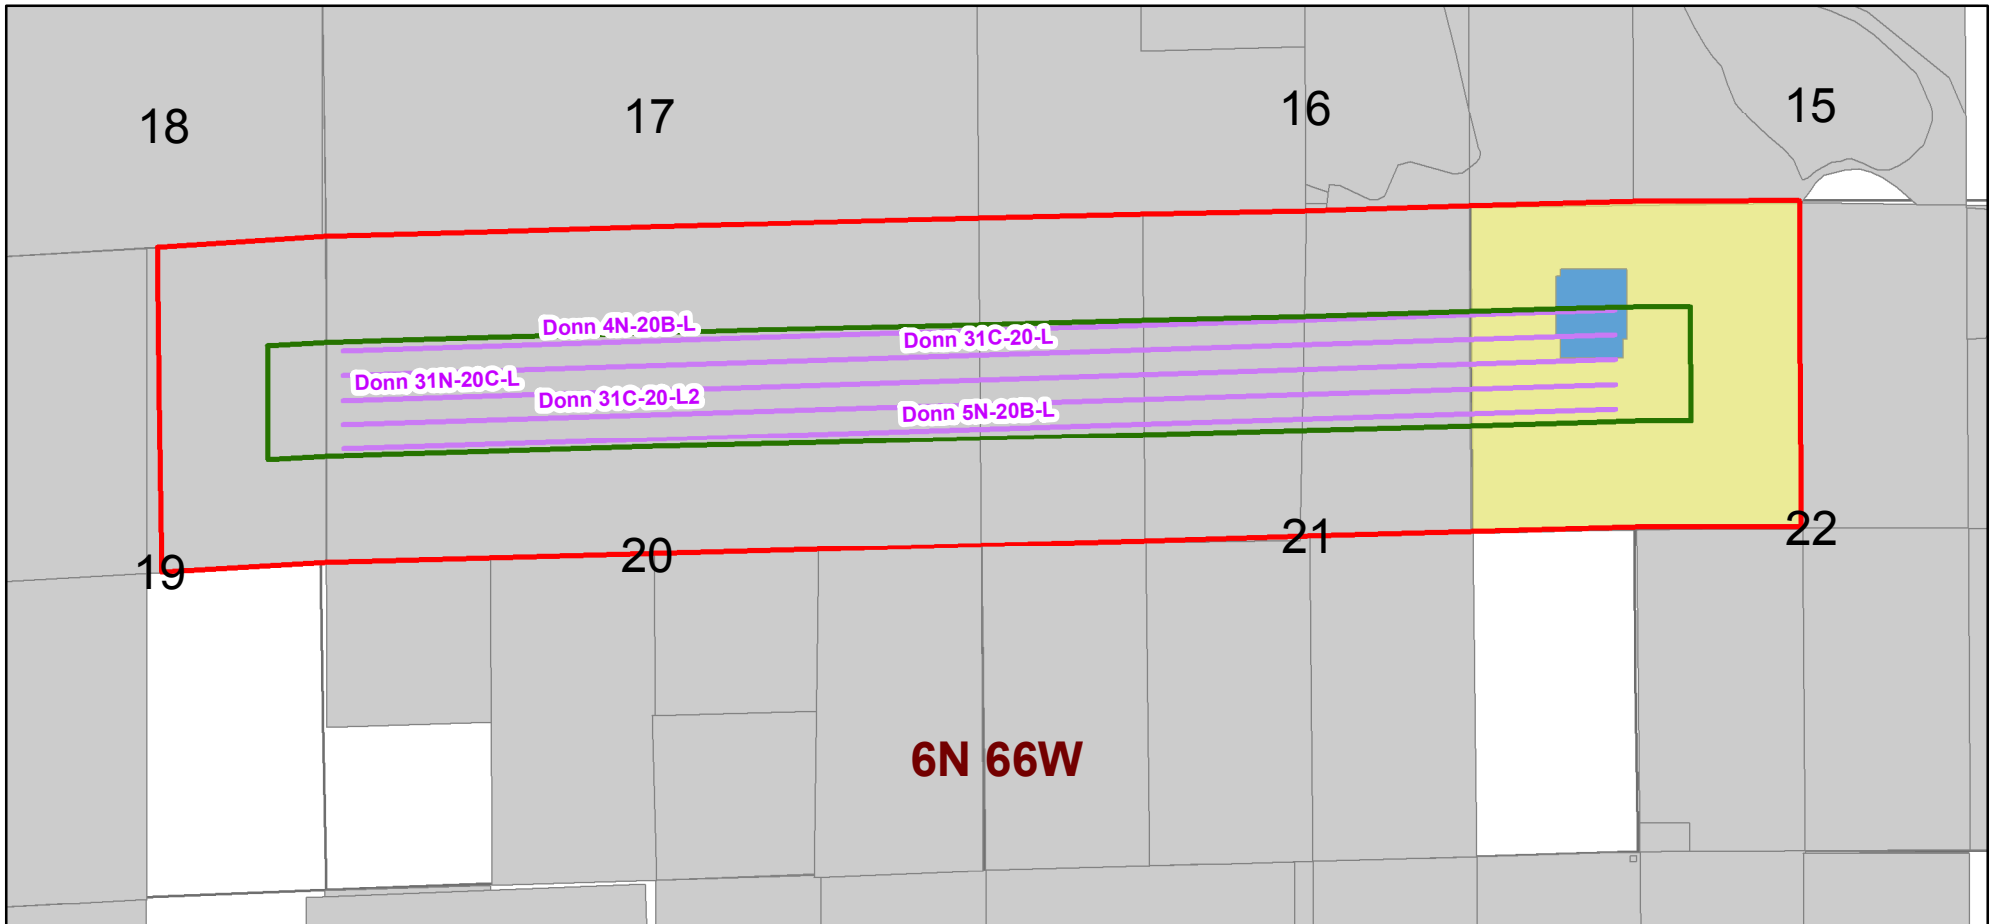 18
17
16
15
Donn 4N-20B-L
Donn 31C-20-L
Donn 31N-20C-L
Donn 31C-20-L2
Donn 5N-20B-L
19
20
21
22
6N 66W